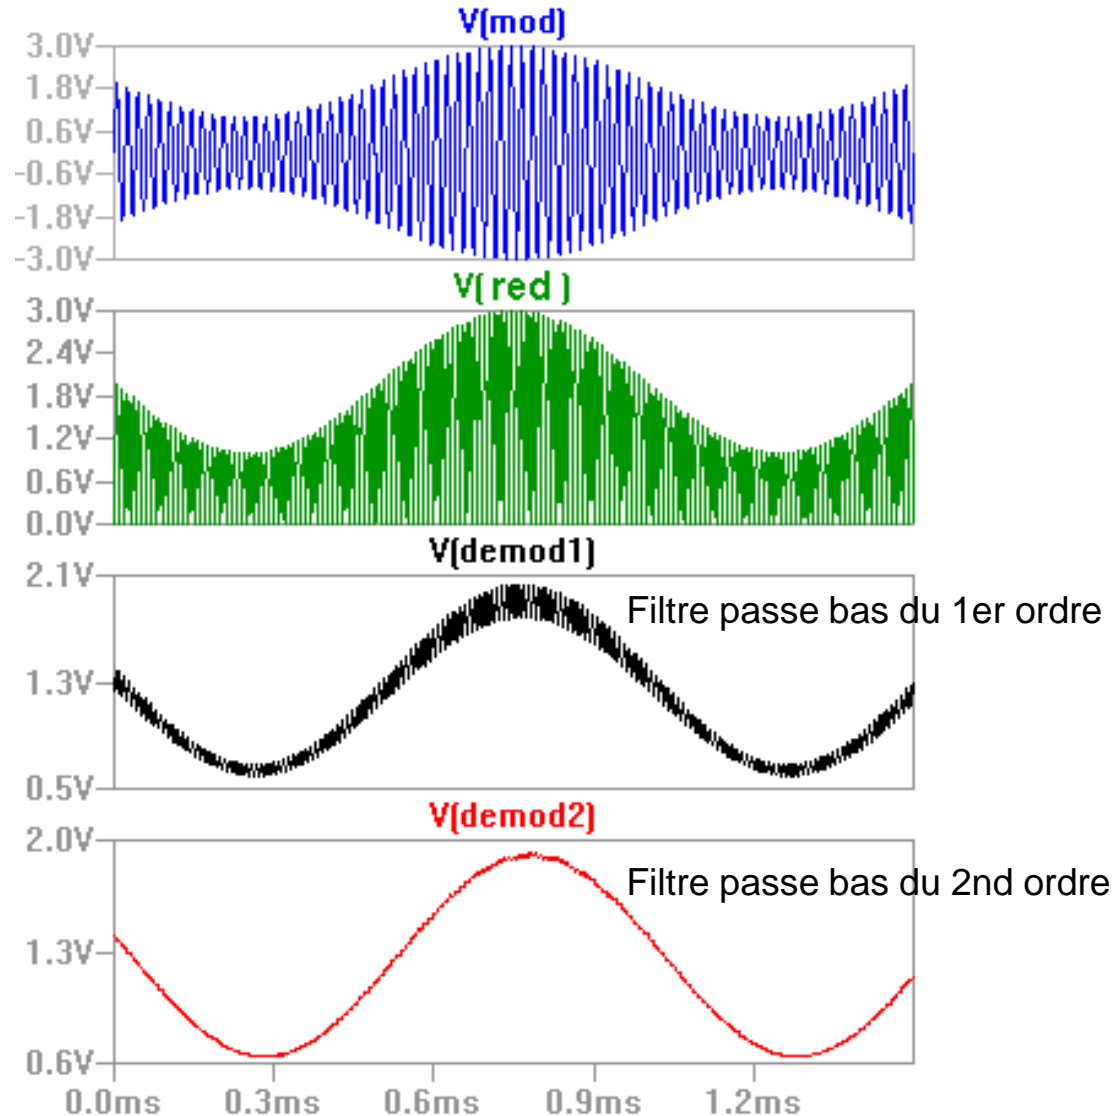 V(mod)
3.0V
1.8V
0.6V
-0.6V
-1.8V
-3.0V
V( red )
3.0V
2.4V
1.8V
1.2V
0.6V
0.0V
V(demod1)
2.1V
Filtre passe bas du 1er ordre
1.3V
0.5V
V(demod2)
2.0V
Filtre passe bas du 2nd ordre
1.3V
0.6V
0.0ms 0.3ms 0.6ms 0.9ms 1.2ms